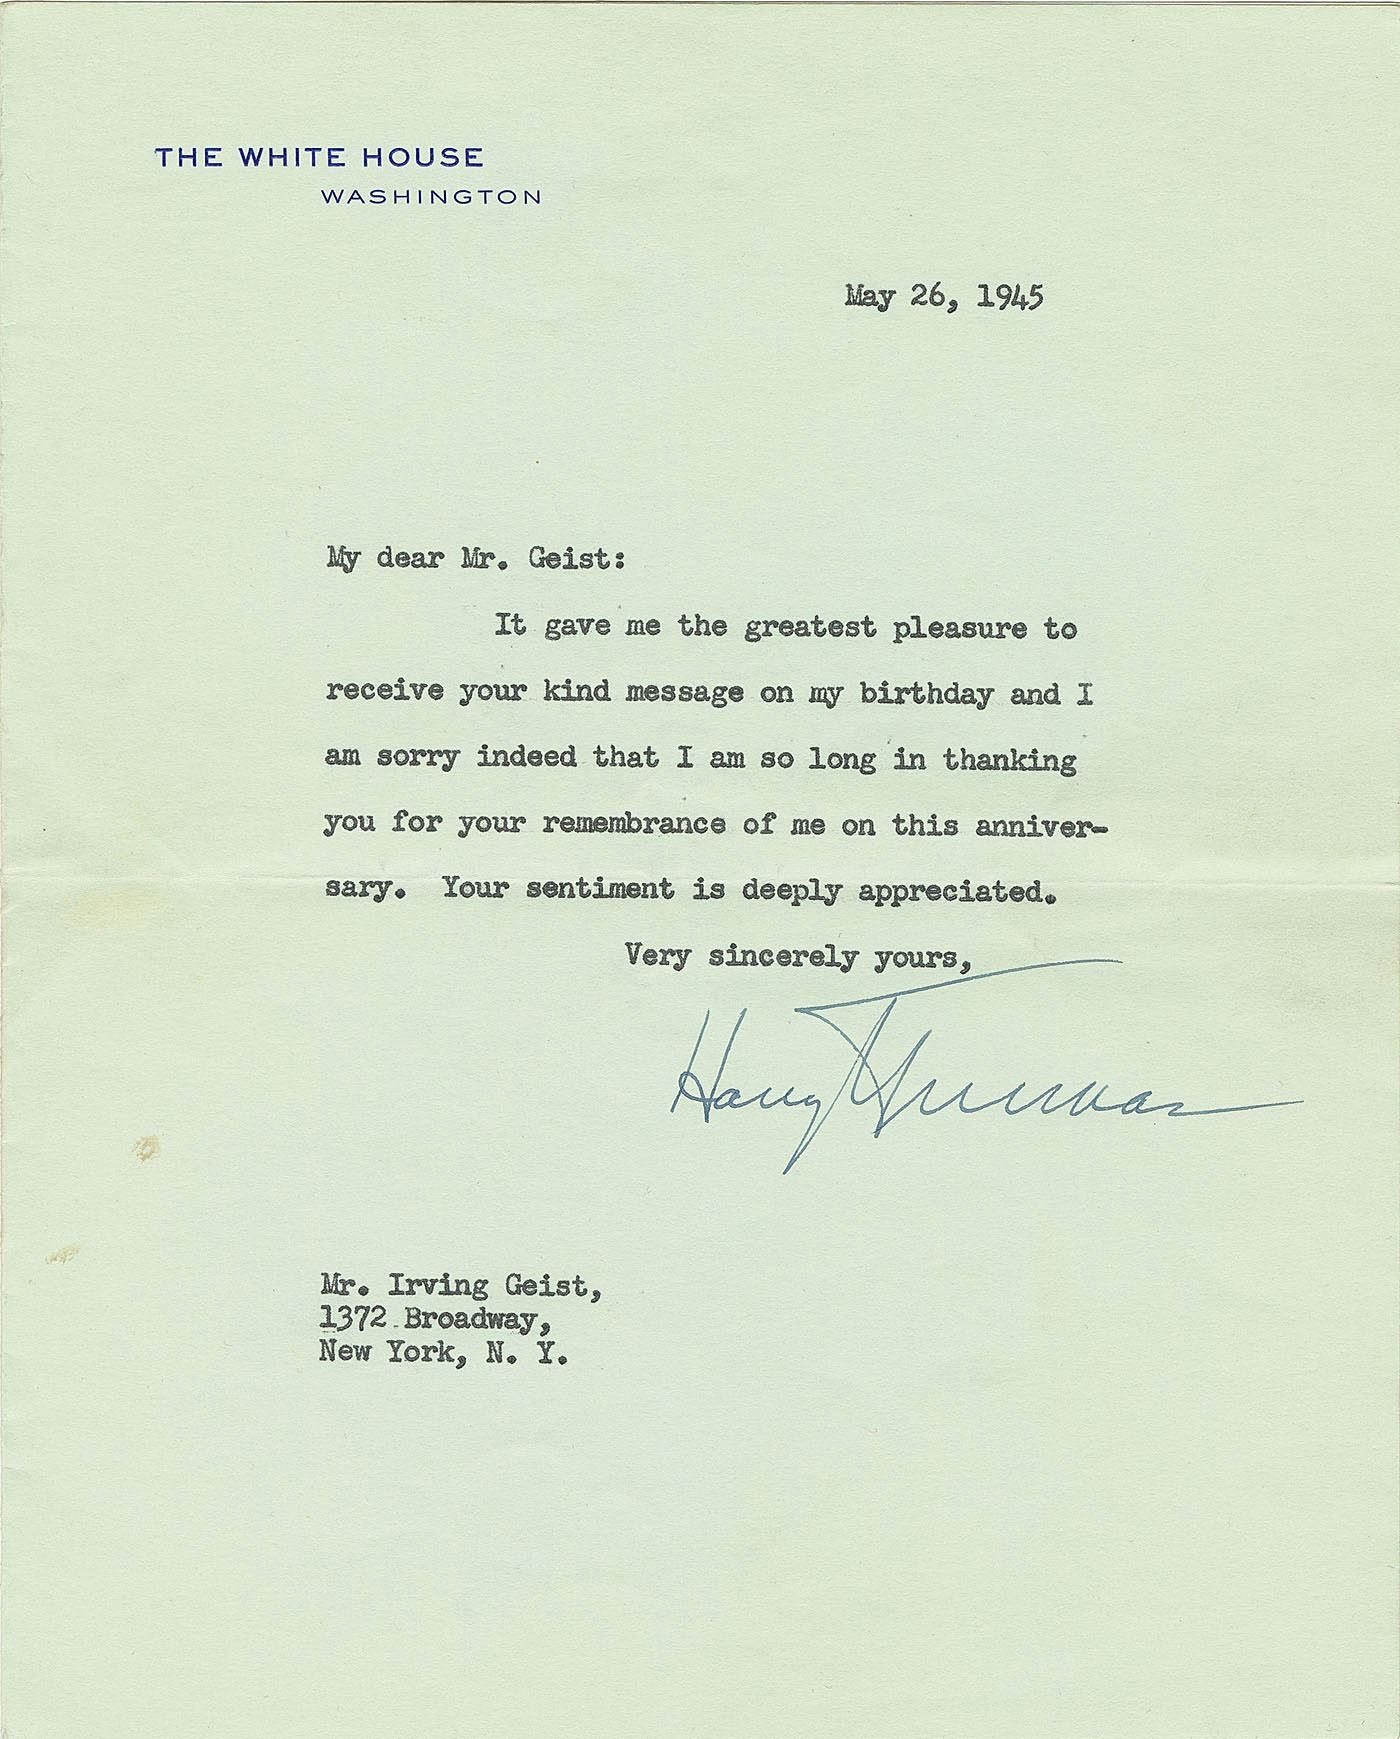 THE WHITE HOUSE
WASHINGTON
May 26, 1945
My dear Mr. Geist:
It gave me the greatest pleasure to
receive your kind message on my birthday and I
am sorry indeed that I am so long in thanking
you for your remembrance of me on this anniver-
sary. Your sentiment is deeply appreciated.
Very sincerely yours,
Harry Truman
Mr. Irving Geist,
1372 Broadway,
New York, N. Y.